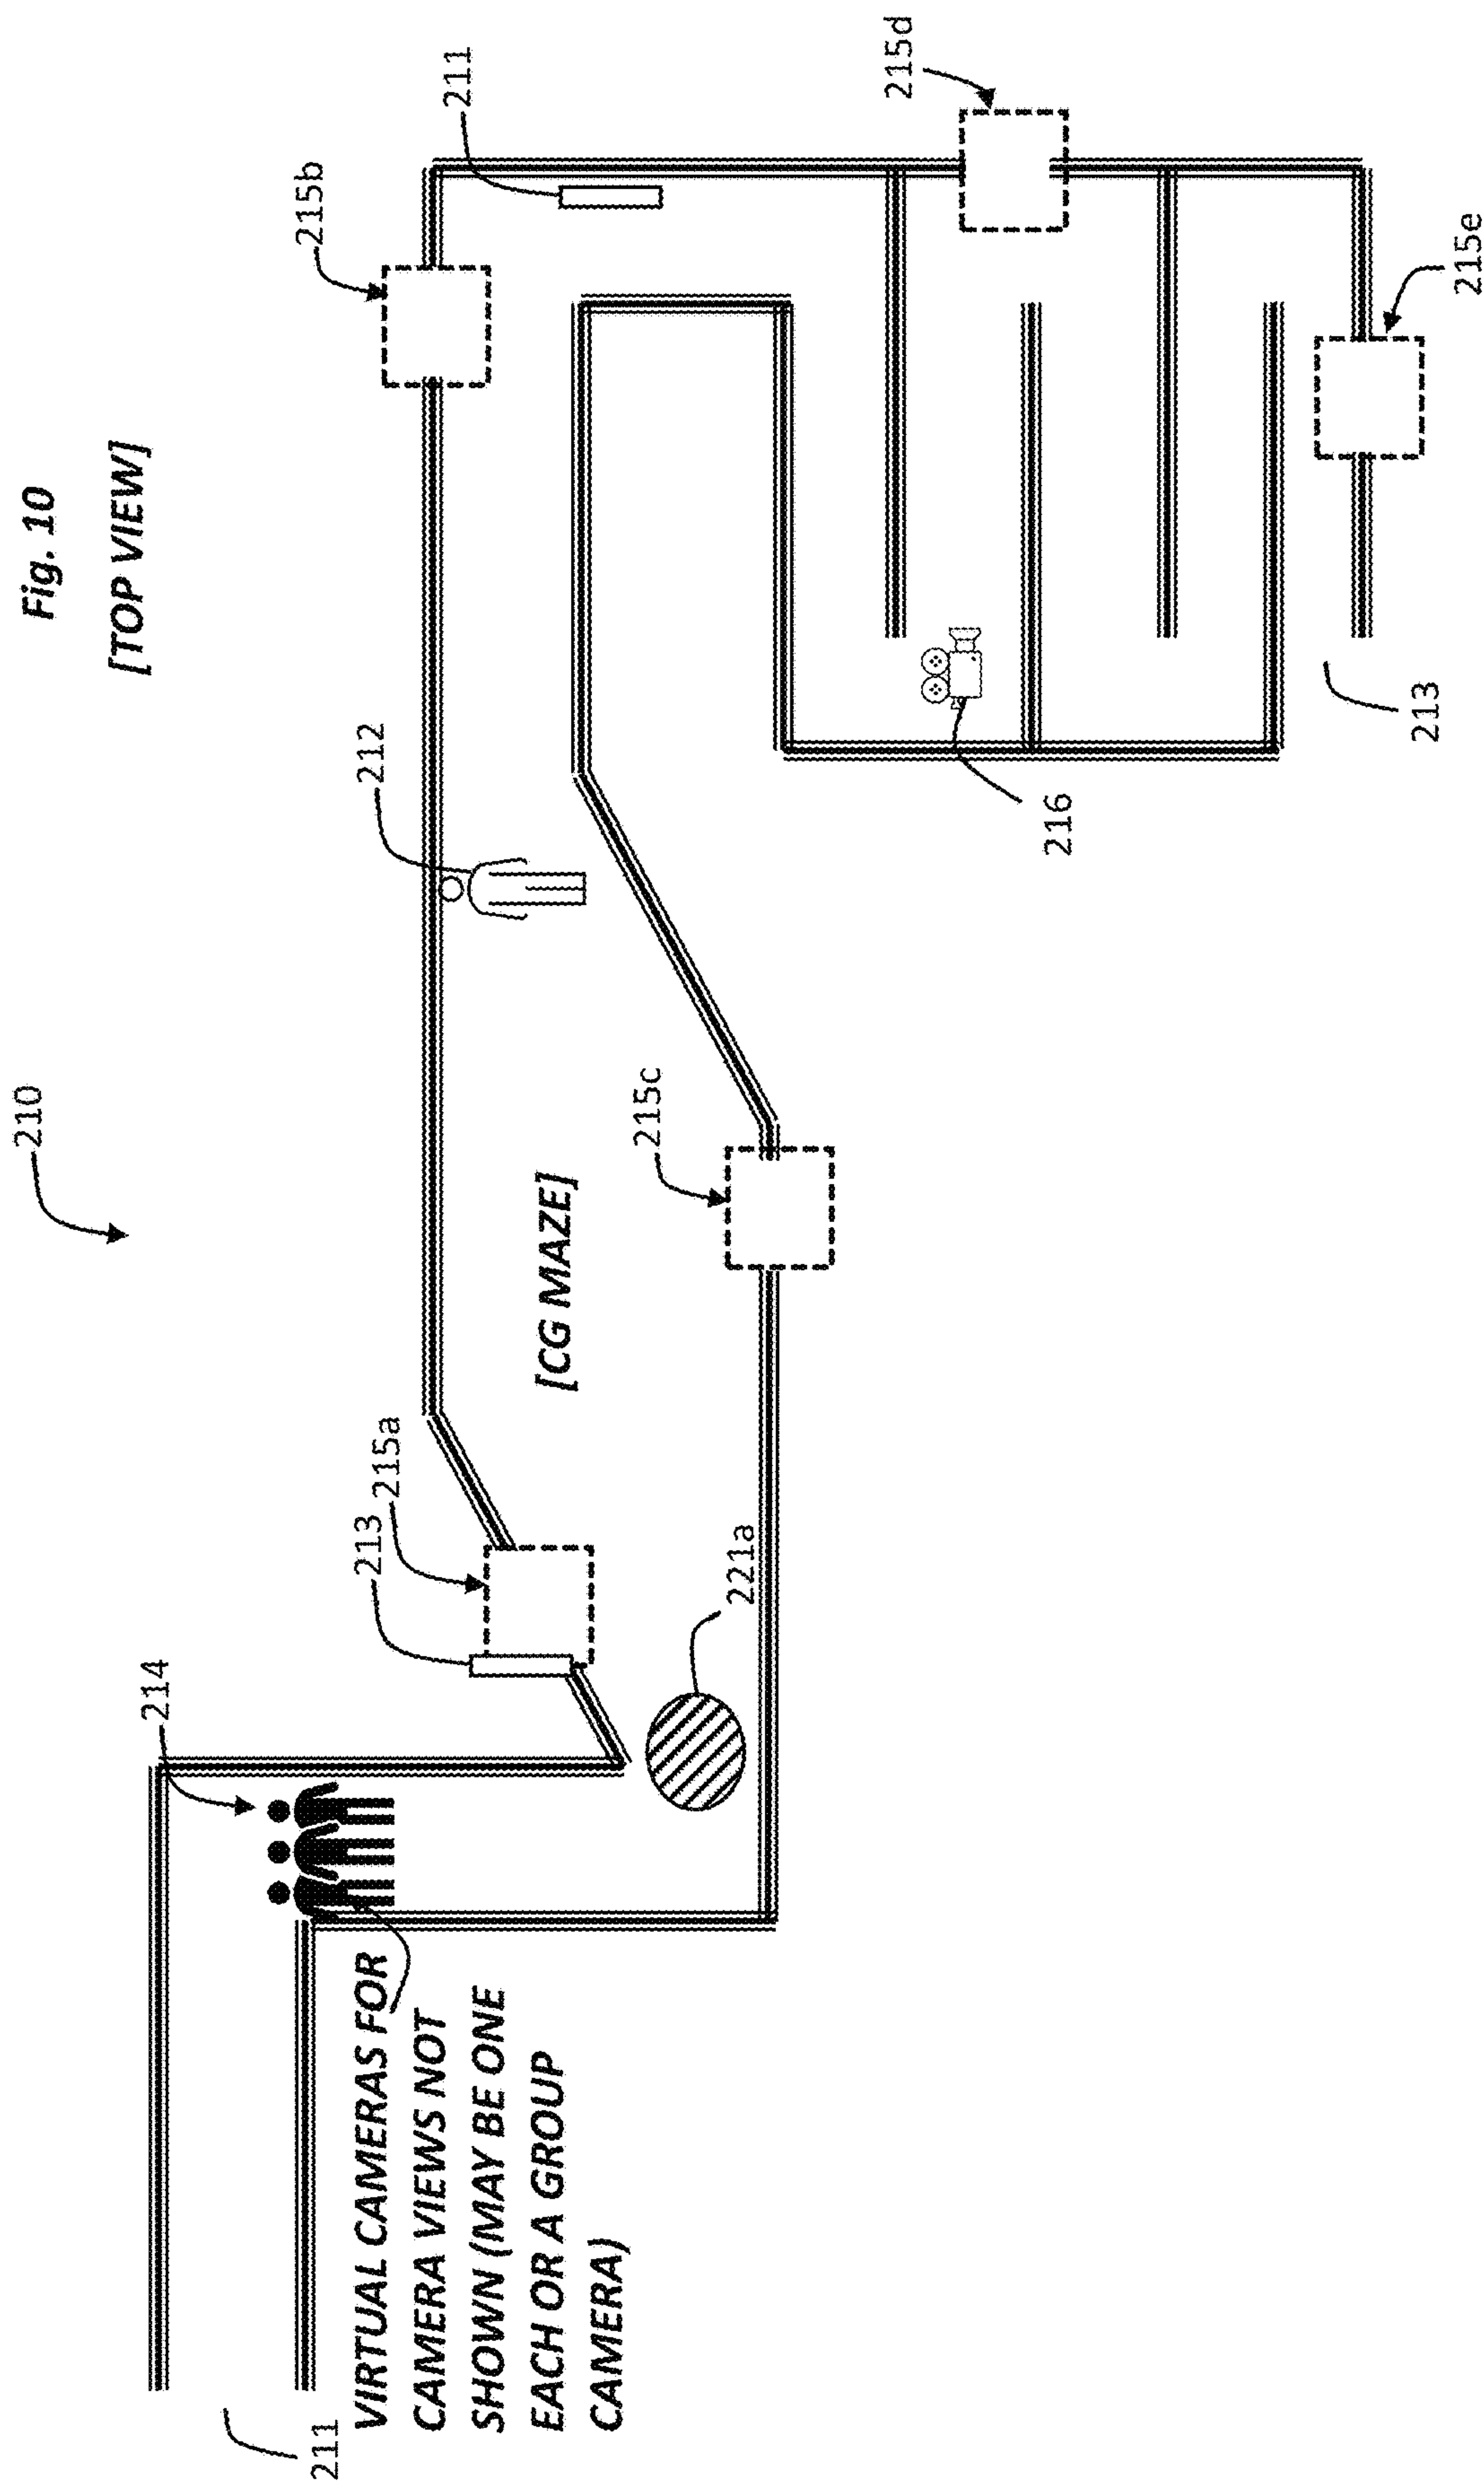 Fig. 10
[TOP VIEW]
210
211
215b
212
214
213
215a
[CG MAZE]
215c
221a
215d
215e
216
213
211
VIRTUAL CAMERAS FOR
CAMERA VIEWS NOT
SHOWN (MAY BE ONE
EACH OR A GROUP
CAMERA)